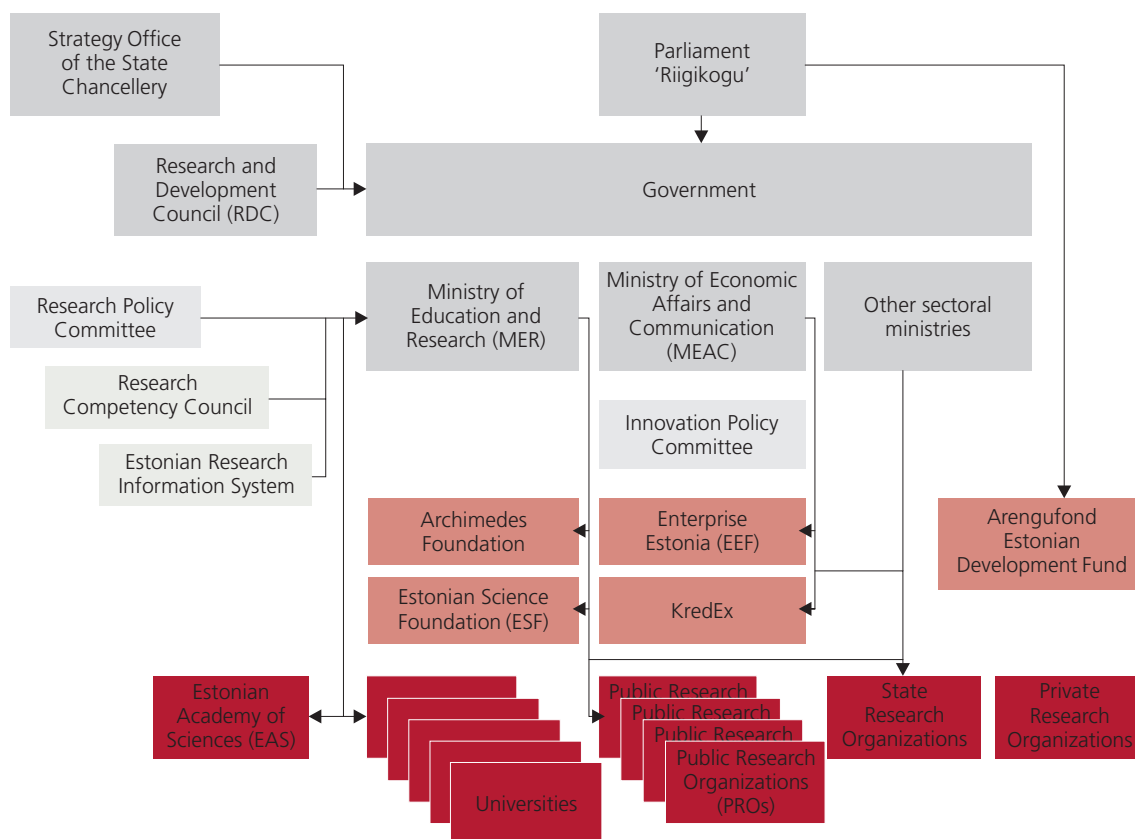 Strategy Office
of the State
Chancellery
Parliament
‘Riigikogu’
Research and
Development
Council (RDC)
Government
Research Policy
Committee
Ministry of
Education and
Research (MER)
Ministry of Economic
Affairs and
Communication
(MEAC)
Other sectoral
ministries
Research
Competency Council
Innovation Policy
Committee
Estonian Research
Information System
Archimedes
Foundation
Enterprise
Estonia (EEF)
Arengufond
Estonian
Development Fund
Estonian Science
Foundation (ESF)
KredEx
Estonian
Academy of
Sciences (EAS)
Universities
Public Research
Public Research
Public Research
Public Research
Organizations
(PROs)
State
Research
Organizations
Private
Research
Organizations